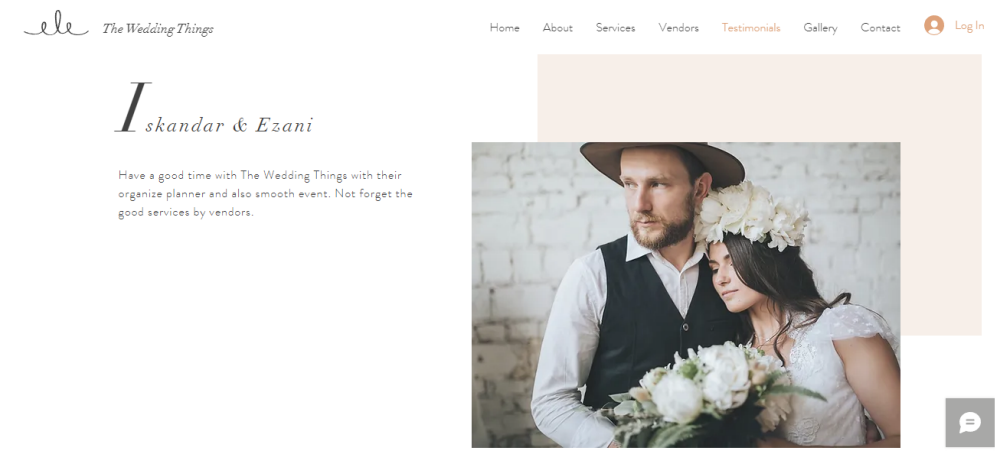 ele The Wedding Things
Home About Services Vendors Testimonials Gallery Contact Log In
Iskandar & Ezani
Have a good time with The Wedding Things with their
organize planner and also smooth event. Not forget the
good services by vendors.